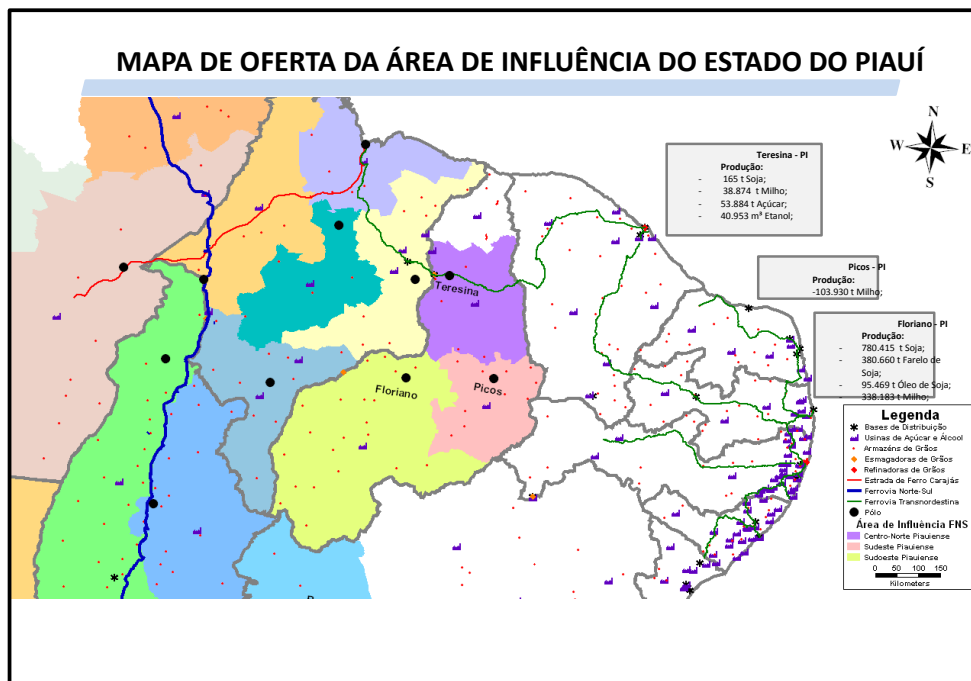 MAPA DE OFERTA DA ÁREA DE INFLUÊNCIA DO ESTADO DO PIAUÍ
N
W E
S
Teresina - PI
Produção:
- 165 t Soja;
- 38.874 t Milho;
- 53.884 t Açúcar;
- 40.953 m³ Etanol;
Picos - PI
Produção:
-103.930 t Milho;
Floriano - PI
Produção:
- 780.415 t Soja;
- 380.660 t Farelo de
Soja;
- 95.469 t Óleo de Soja;
- 338.183 t Milho;
Teresina
Floriano
Picos
Legenda
Bases de Distribuição
Usinas de Açúcar e Álcool
Armazéns de Grãos
Esmagadoras de Grãos
Refinadoras de Grãos
Estrada de Ferro Carajás
Ferrovia Norte-Sul
Ferrovia Transnordestina
Pólo
Área de Influência FNS
Centro-Norte Piauiense
Sudeste Piauiense
Sudoeste Piauiense
0 50 100 150
Kilometers